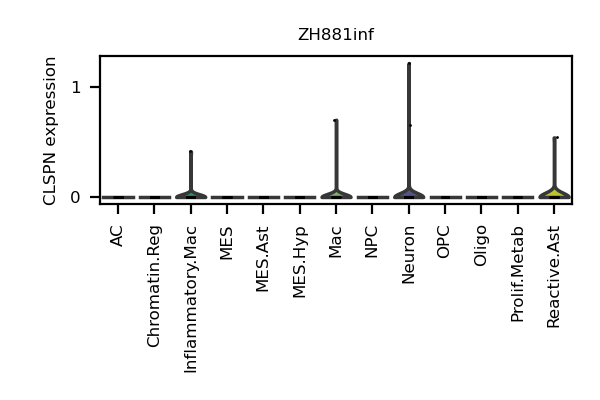 ZH881inf
CLSPN expression
1
0
AC
Chromatin.Reg
Inflammatory.Mac
MES
MES.Ast
MES.Hyp
Mac
NPC
Neuron
OPC
Oligo
Prolif.Metab
Reactive.Ast